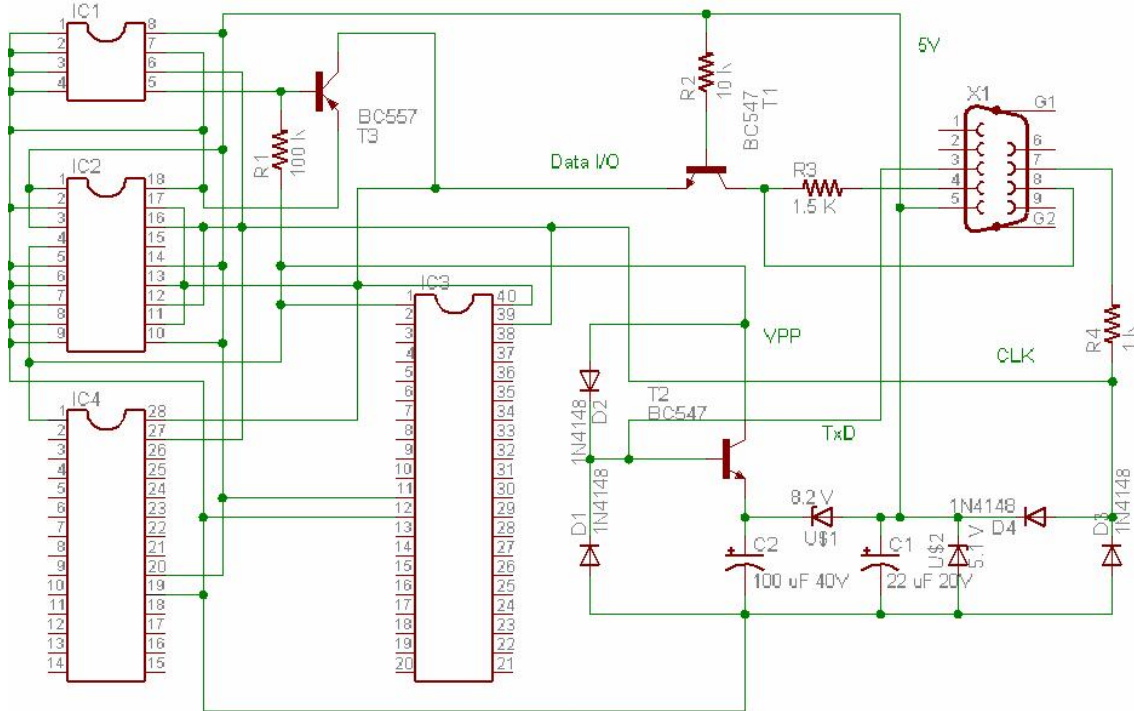 IC1
1 8
2 7
3 6
4 5
BC557
T3
R1
100 K
R2
10 K
BC547
T1
5V
X1
G1
1
2
3
4
5
6
7
8
9
G2
Data I/O
R3
1.5 K
IC2
1 18
2 17
3 16
4 15
5 14
6 13
7 12
8 11
9 10
IC3
1 40
2 39
3 38
4 37
5 36
6 35
7 34
8 33
9 32
10 31
11 30
12 29
13 28
14 27
15 26
16 25
17 24
18 23
19 22
20 21
VPP
R4
1 K
CLK
D2
1N4148
T2
BC547
TxD
IC4
1 28
2 27
3 26
4 25
5 24
6 23
7 22
8 21
9 20
10 19
11 18
12 17
13 16
14 15
D1
1N4148
8.2 V
U$1
1N4148
D4
D3
1N4148
C2
100 uF 40V
C1
22 uF 20V
U$2
5.1 V